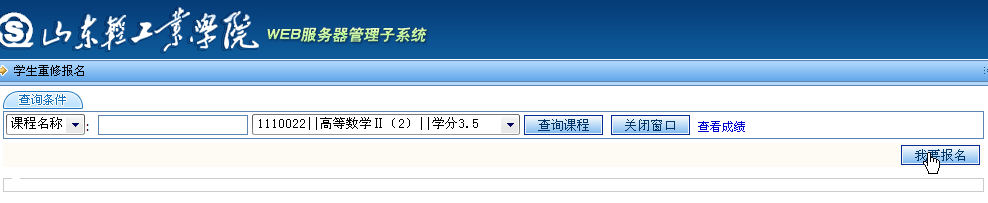 山东轻工业学院 WEB服务器管理子系统
学生重修报名
查询条件
课程名称 : 1110022||高等数学Ⅱ（2）||学分3.5 查询课程 关闭窗口 查看成绩
我要报名